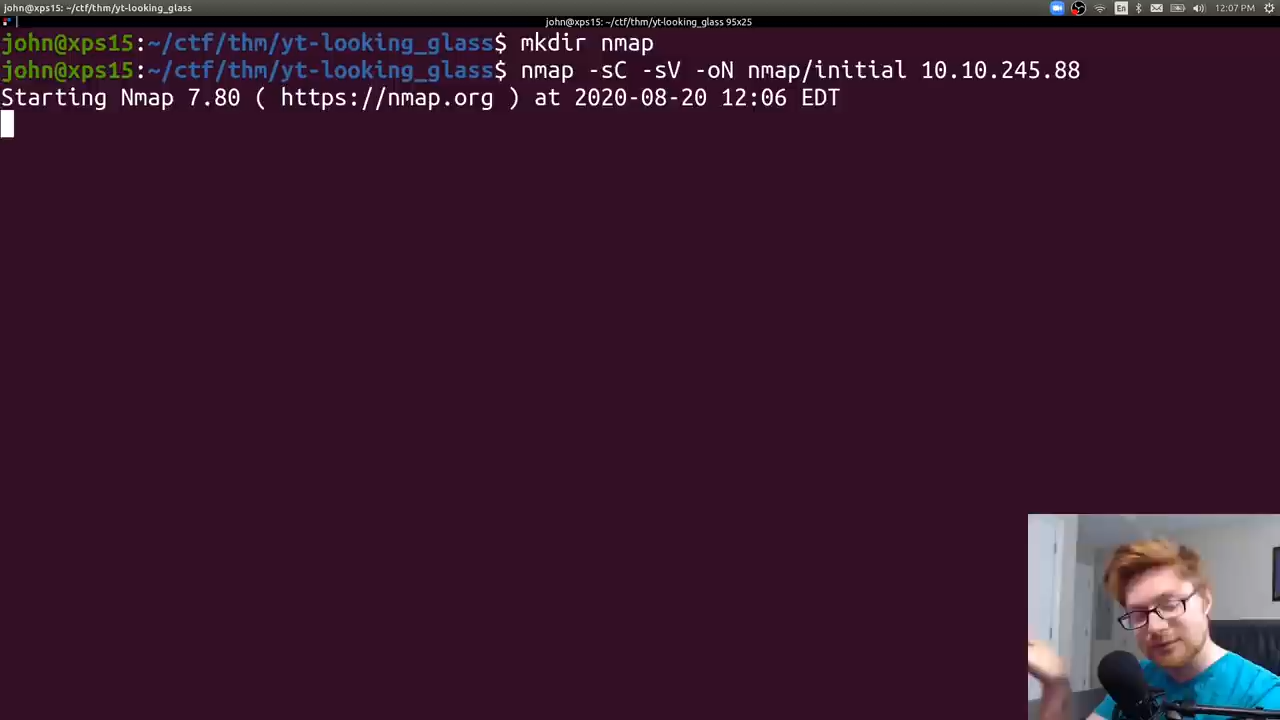 john@xps15: ~/ctf/thm/yt-looking_glass
En
12:07 PM
john@xps15: ~/ctf/thm/yt-looking_glass 95x25
john@xps15:~/ctf/thm/yt-looking_glass$ mkdir nmap
john@xps15:~/ctf/thm/yt-looking_glass$ nmap -sC -sV -oN nmap/initial 10.10.245.88
Starting Nmap 7.80 ( https://nmap.org ) at 2020-08-20 12:06 EDT